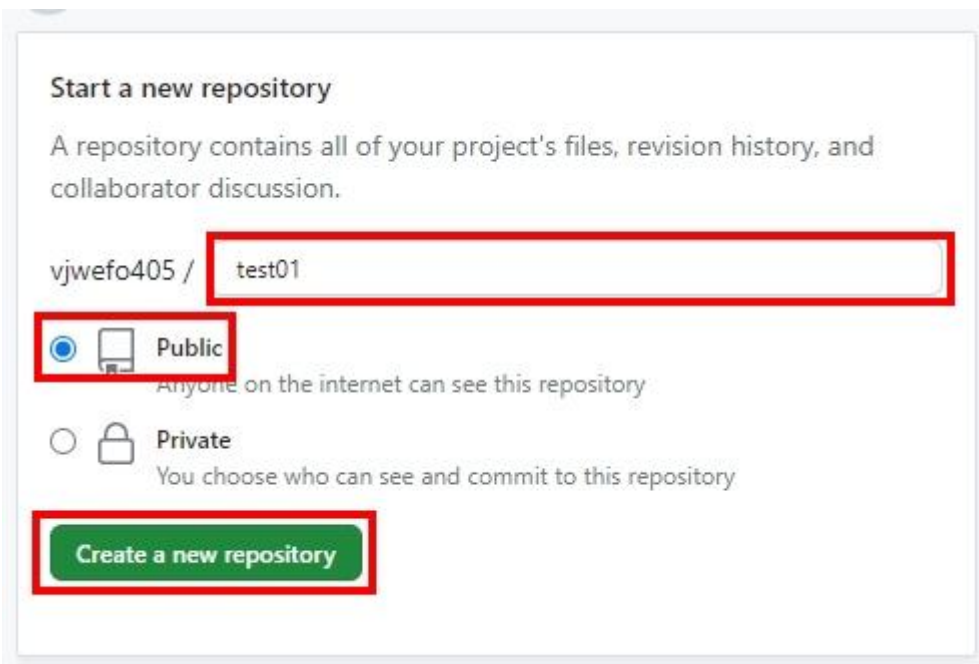 Start a new repository
A repository contains all of your project's files, revision history, and
collaborator discussion.
vjwefo405 / test01
Public
Anyone on the internet can see this repository
Private
You choose who can see and commit to this repository
Create a new repository